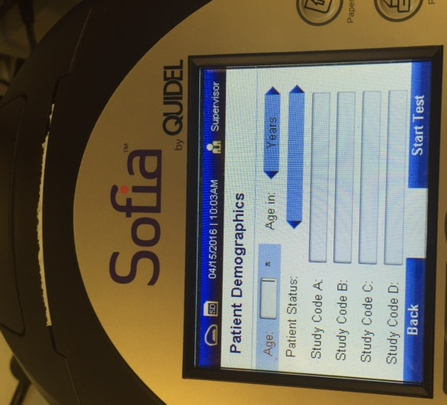 Sofia™
by QUIDEL
04/15/2016 | 10:03AM Supervisor
Patient Demographics
Age: * Age in: Years
Patient Status:
Study Code A:
Study Code B:
Study Code C:
Study Code D:
Back Start Test